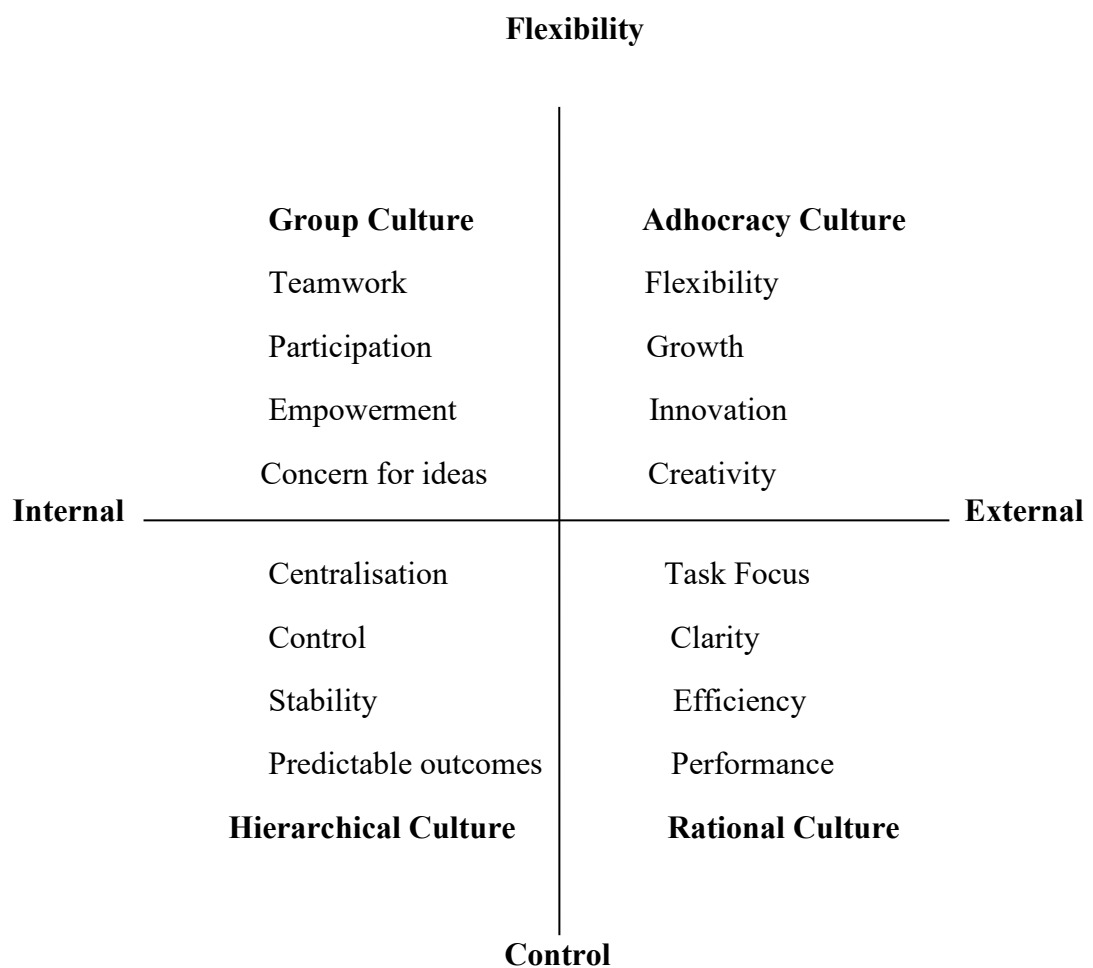 Flexibility
Group Culture Adhocracy Culture
Teamwork Flexibility
Participation Growth
Empowerment Innovation
Concern for ideas Creativity
Internal External
Centralisation Task Focus
Control Clarity
Stability Efficiency
Predictable outcomes Performance
Hierarchical Culture Rational Culture
Control